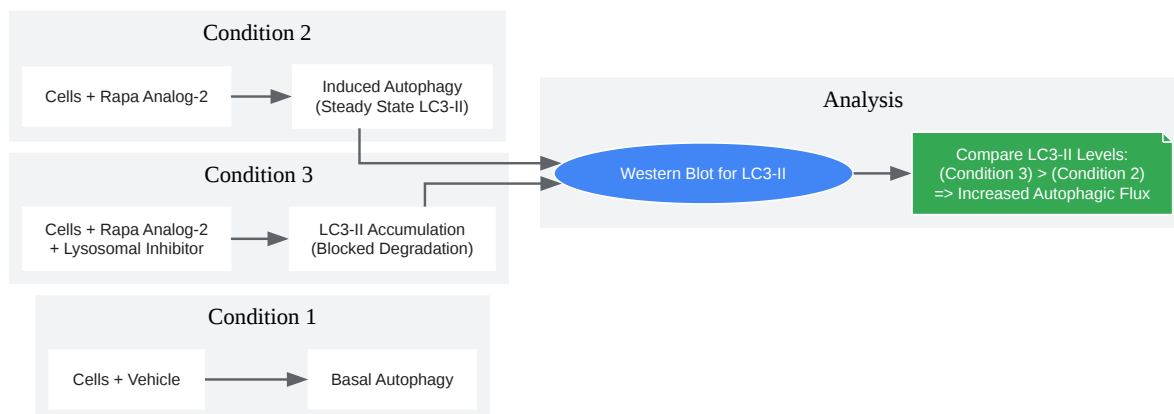 Condition 2
Cells + Rapa Analog-2
Induced Autophagy
(Steady State LC3-II)
Condition 3
Cells + Rapa Analog-2
+ Lysosomal Inhibitor
LC3-II Accumulation
(Blocked Degradation)
Condition 1
Cells + Vehicle
Basal Autophagy
Analysis
Western Blot for LC3-II
Compare LC3-II Levels:
(Condition 3) > (Condition 2)
=> Increased Autophagic Flux